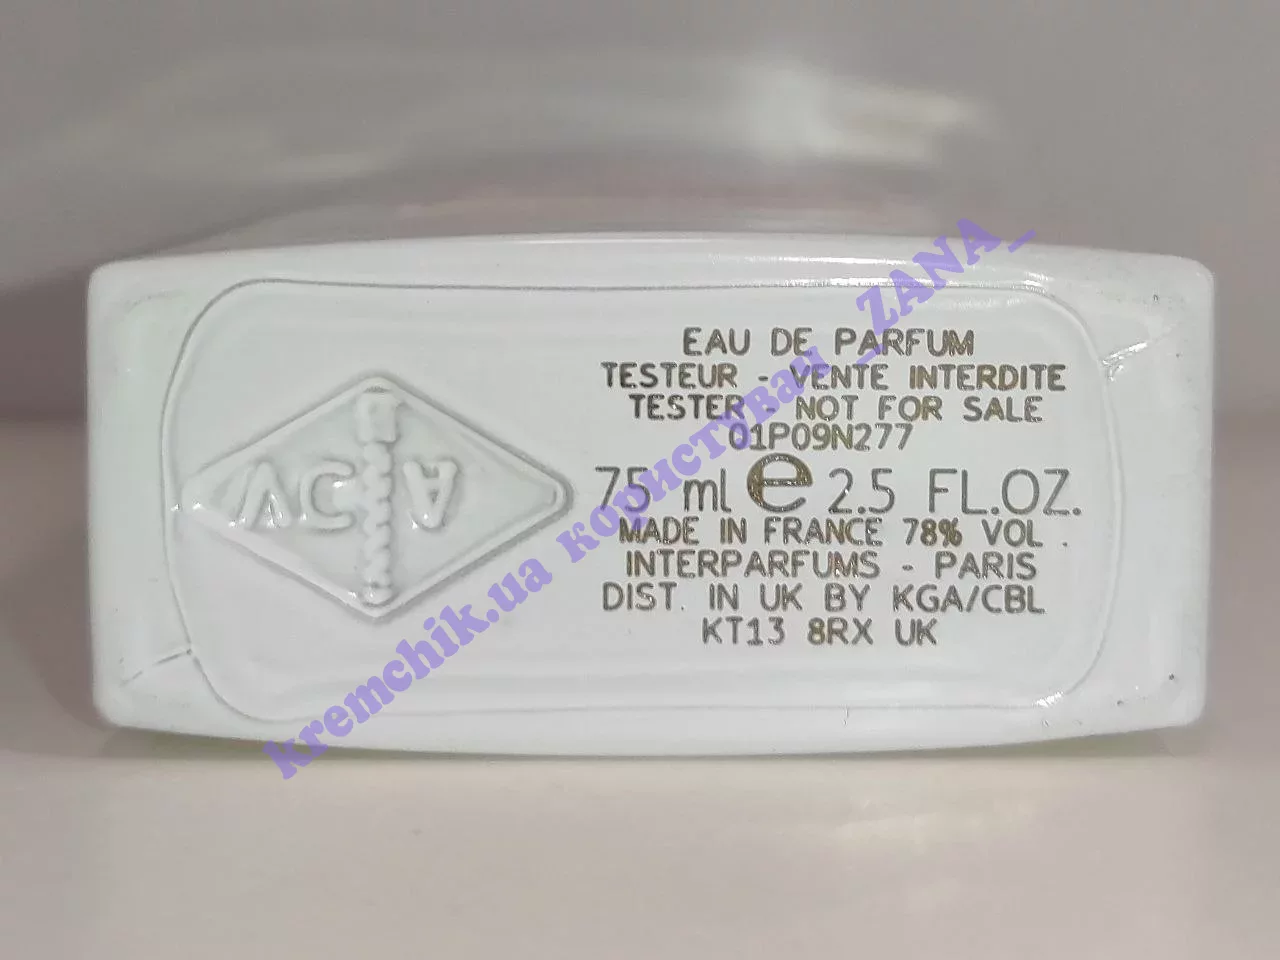 EAU DE PARFUM
TESTEUR - VENTE INTERDITE
TESTER - NOT FOR SALE
01P09N277
75 ml e 2.5 FL.OZ.
MADE IN FRANCE 78% VOL.
INTERPARFUMS - PARIS
DIST. IN UK BY KGA/CBL
KT13 8RX UK
kremchik.ua користувач _ZANA_